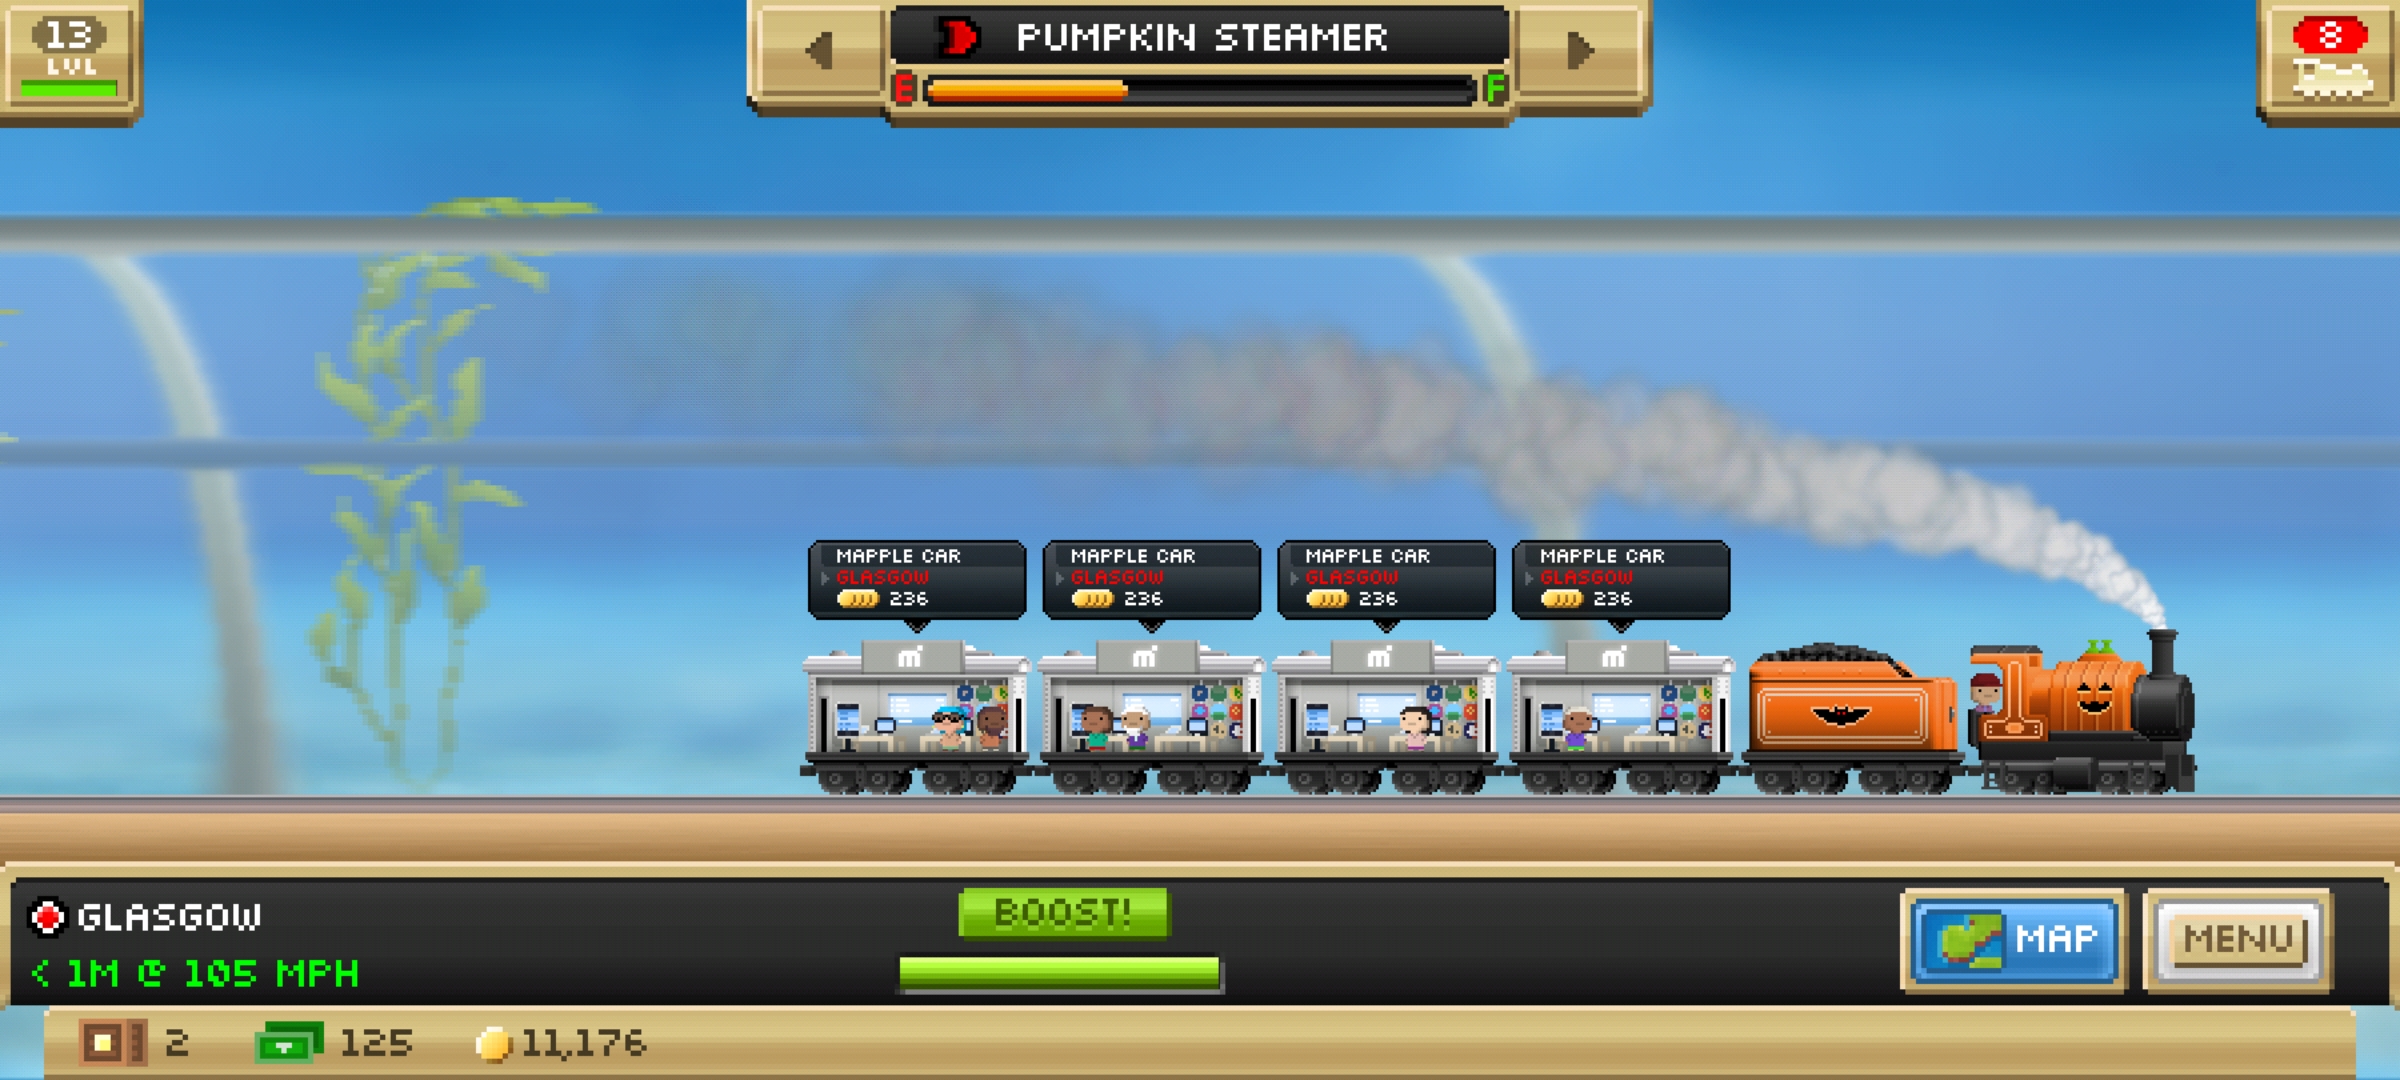 13
LVL
PUMPKIN STEAMER
E F
8
MAPPLE CAR
GLASGOW
236
MAPPLE CAR
GLASGOW
236
MAPPLE CAR
GLASGOW
236
MAPPLE CAR
GLASGOW
236
m
m
m
m
GLASGOW
< 1M @ 105 MPH
BOOST!
MAP
MENU
2
125
11,176